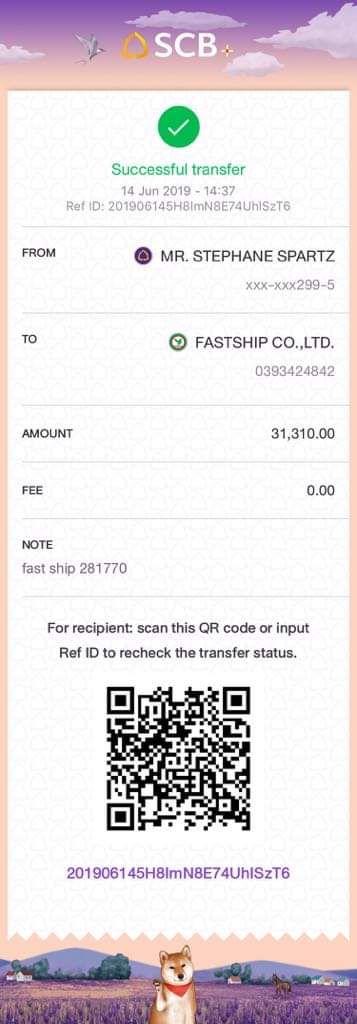 SCB
Successful transfer
14 Jun 2019 - 14:37
Ref ID: 201906145H8ImN8E74UhlSzT6
FROM
MR. STEPHANE SPARTZ
xxx-xxx299-5
TO
FASTSHIP CO.,LTD.
0393424842
AMOUNT 31,310.00
FEE 0.00
NOTE
fast ship 281770
For recipient: scan this QR code or input
Ref ID to recheck the transfer status.
201906145H8ImN8E74UhlSzT6